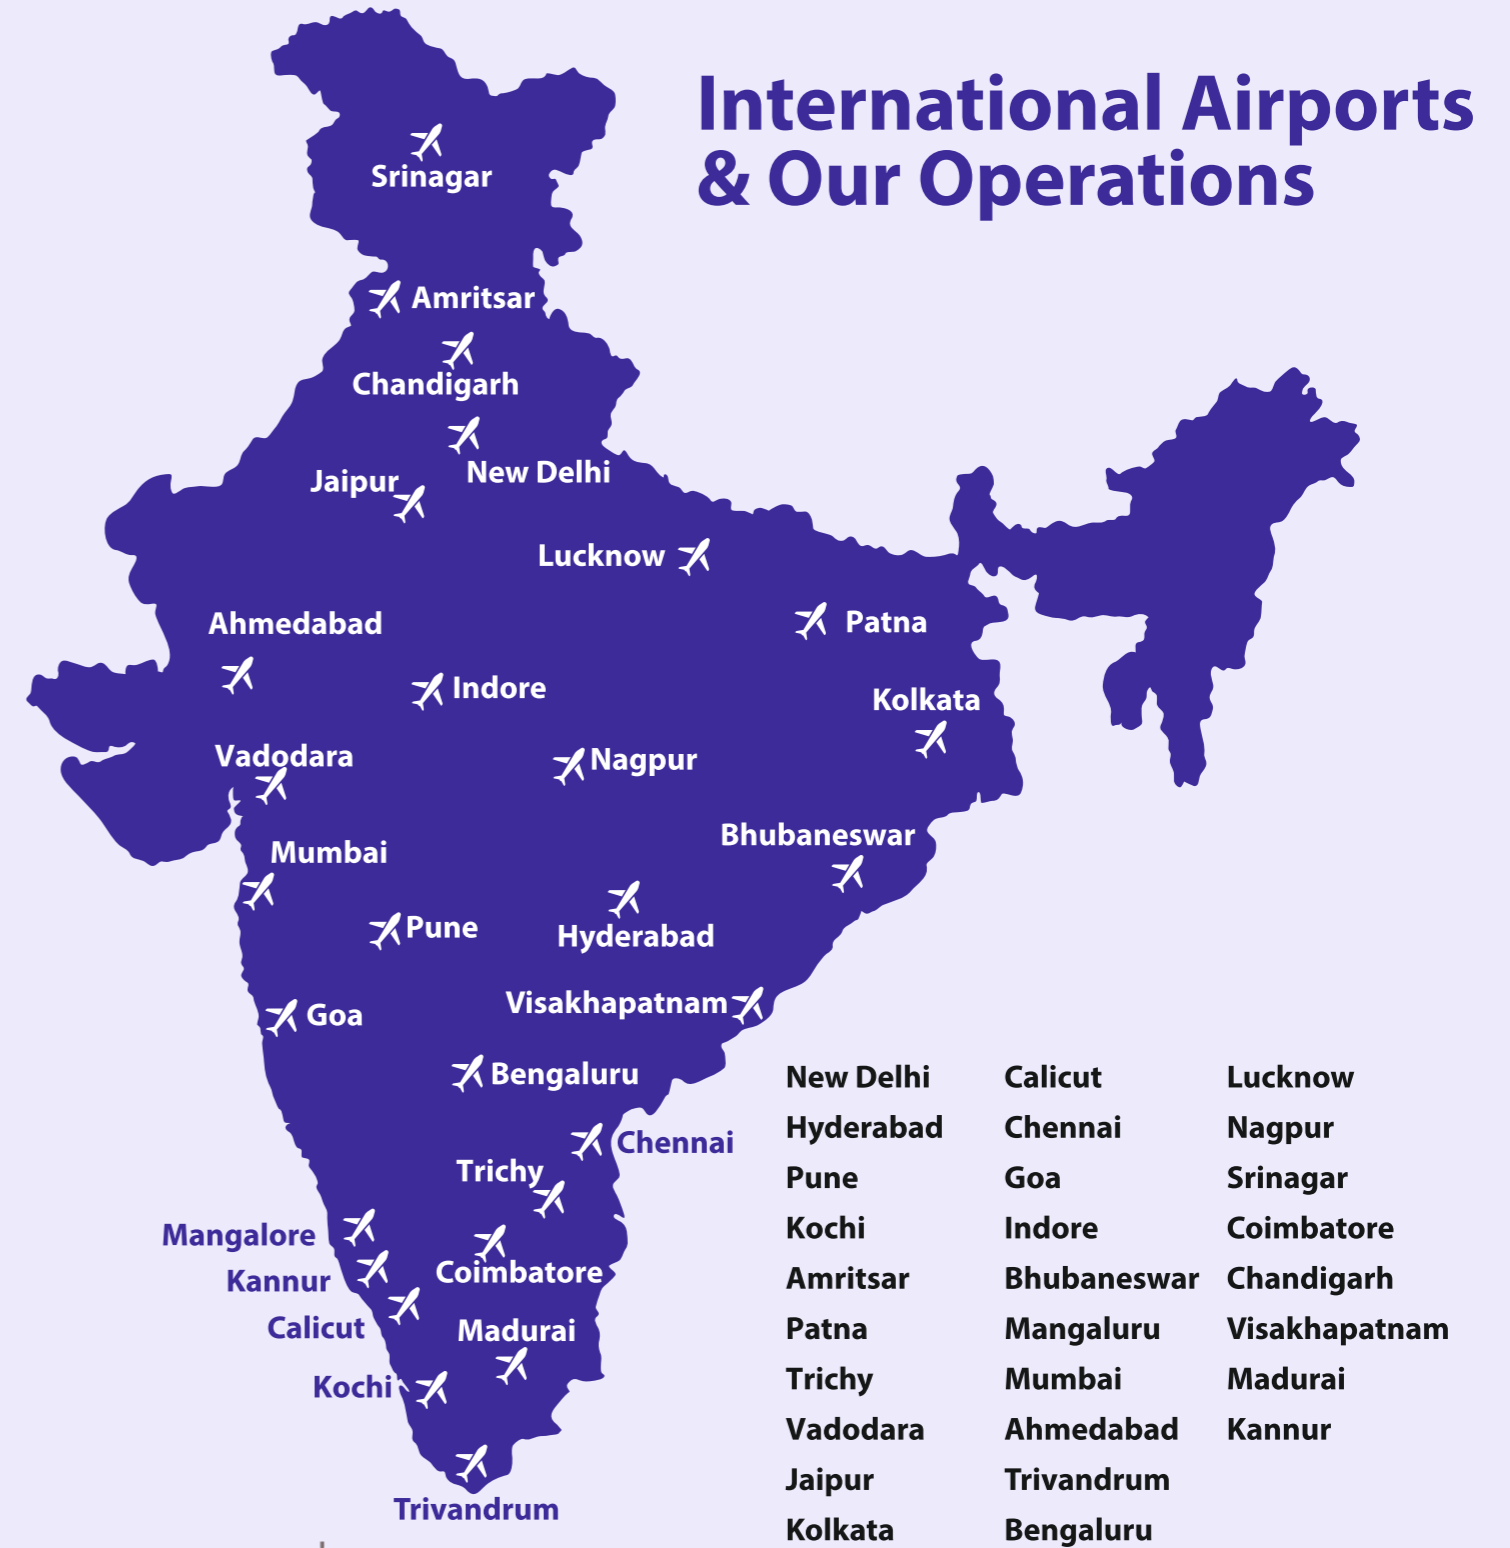 International Airports
& Our Operations
Srinagar
Amritsar
Chandigarh
New Delhi
Jaipur
Lucknow
Ahmedabad
Patna
Indore
Kolkata
Vadodara
Nagpur
Bhubaneswar
Mumbai
Pune
Hyderabad
Visakhapatnam
Goa
Bengaluru
Chennai
Trichy
Mangalore
Coimbatore
Kannur
Calicut
Madurai
Kochi
Trivandrum
New Delhi
Hyderabad
Pune
Kochi
Amritsar
Patna
Trichy
Vadodara
Jaipur
Kolkata
Calicut
Chennai
Goa
Indore
Bhubaneswar
Mangaluru
Mumbai
Ahmedabad
Trivandrum
Bengaluru
Lucknow
Nagpur
Srinagar
Coimbatore
Chandigarh
Visakhapatnam
Madurai
Kannur